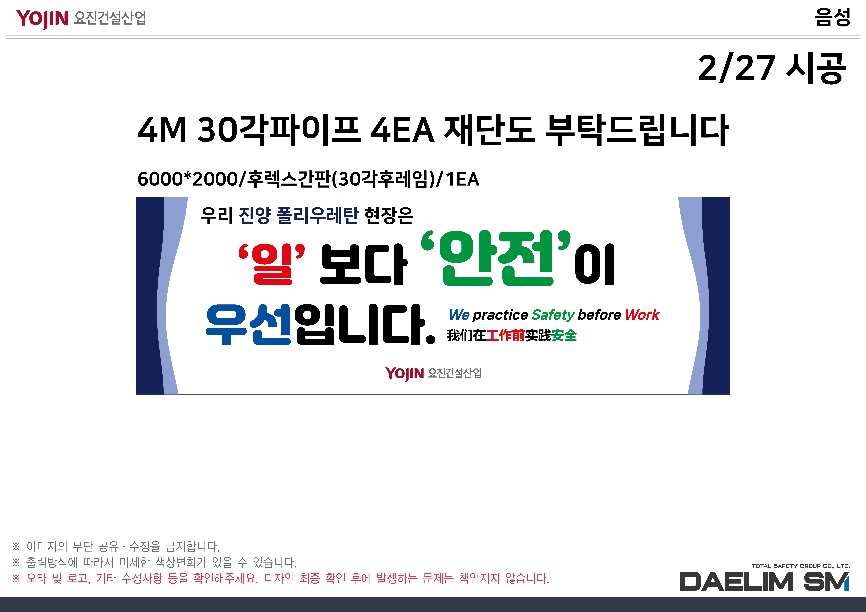 YOJIN 요진건설산업
음성
2/27 시공
4M 30각파이프 4EA 재단도 부탁드립니다
6000*2000/후렉스간판(30각후레임)/1EA
우리 진양 폴리우레탄 현장은
‘일’ 보다 ‘안전’이
우선입니다.
We practice Safety before Work
我们在工作前实践安全
YOJIN 요진건설산업
※ 이미지의 무단 공유·수정을 금지합니다.
※ 출력방식에 따라서 미세한 색상변화가 있을 수 있습니다.
※ 오타 및 로고, 기타 수정사항 등을 확인해주세요. 디자인 최종 확인 후에 발생하는 문제는 책임지지 않습니다.
TOTAL SAFETY GROUP CO., LTC.
DAELIM SM